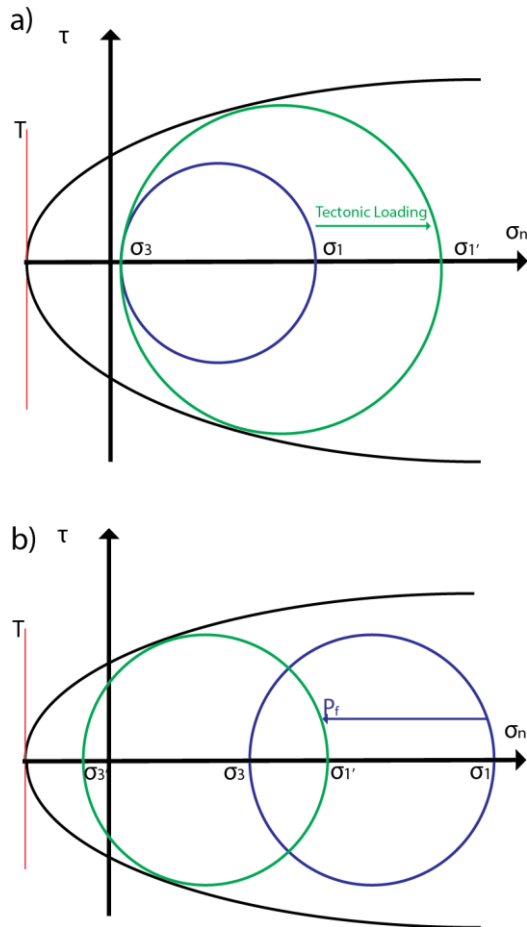 a)
τ
T
Tectonic Loading
σ3 σ1 σ1' σn
b)
τ
T
Pf
σn
σ3' σ3 σ1' σ1